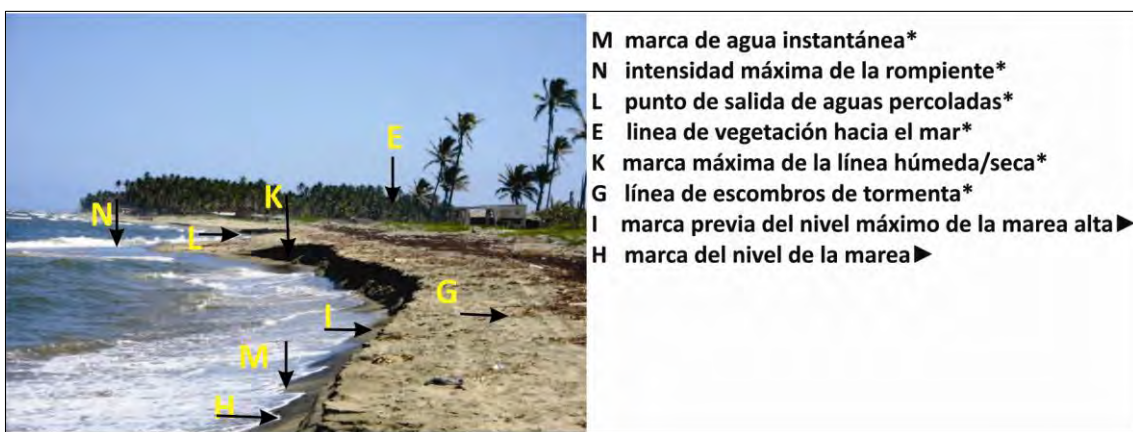 M marca de agua instantánea*
N intensidad máxima de la rompiente*
L punto de salida de aguas percoladas*
E linea de vegetación hacia el mar*
K marca máxima de la línea húmeda/seca*
G línea de escombros de tormenta*
I marca previa del nivel máximo de la marea alta►
H marca del nivel de la marea►
E
K
N
L
G
I
M
H